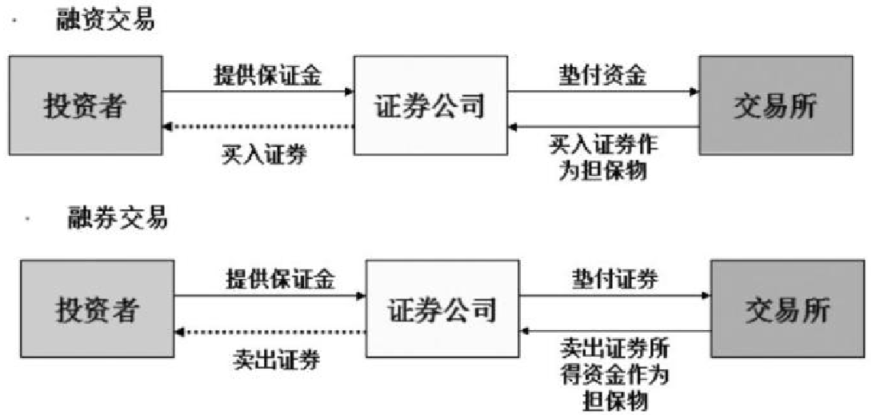 · 融资交易
投资者
提供保证金
买入证券
证券公司
垫付资金
买入证券作
为担保物
交易所
· 融券交易
投资者
提供保证金
卖出证券
证券公司
垫付证券
卖出证券所
得资金作为
担保物
交易所